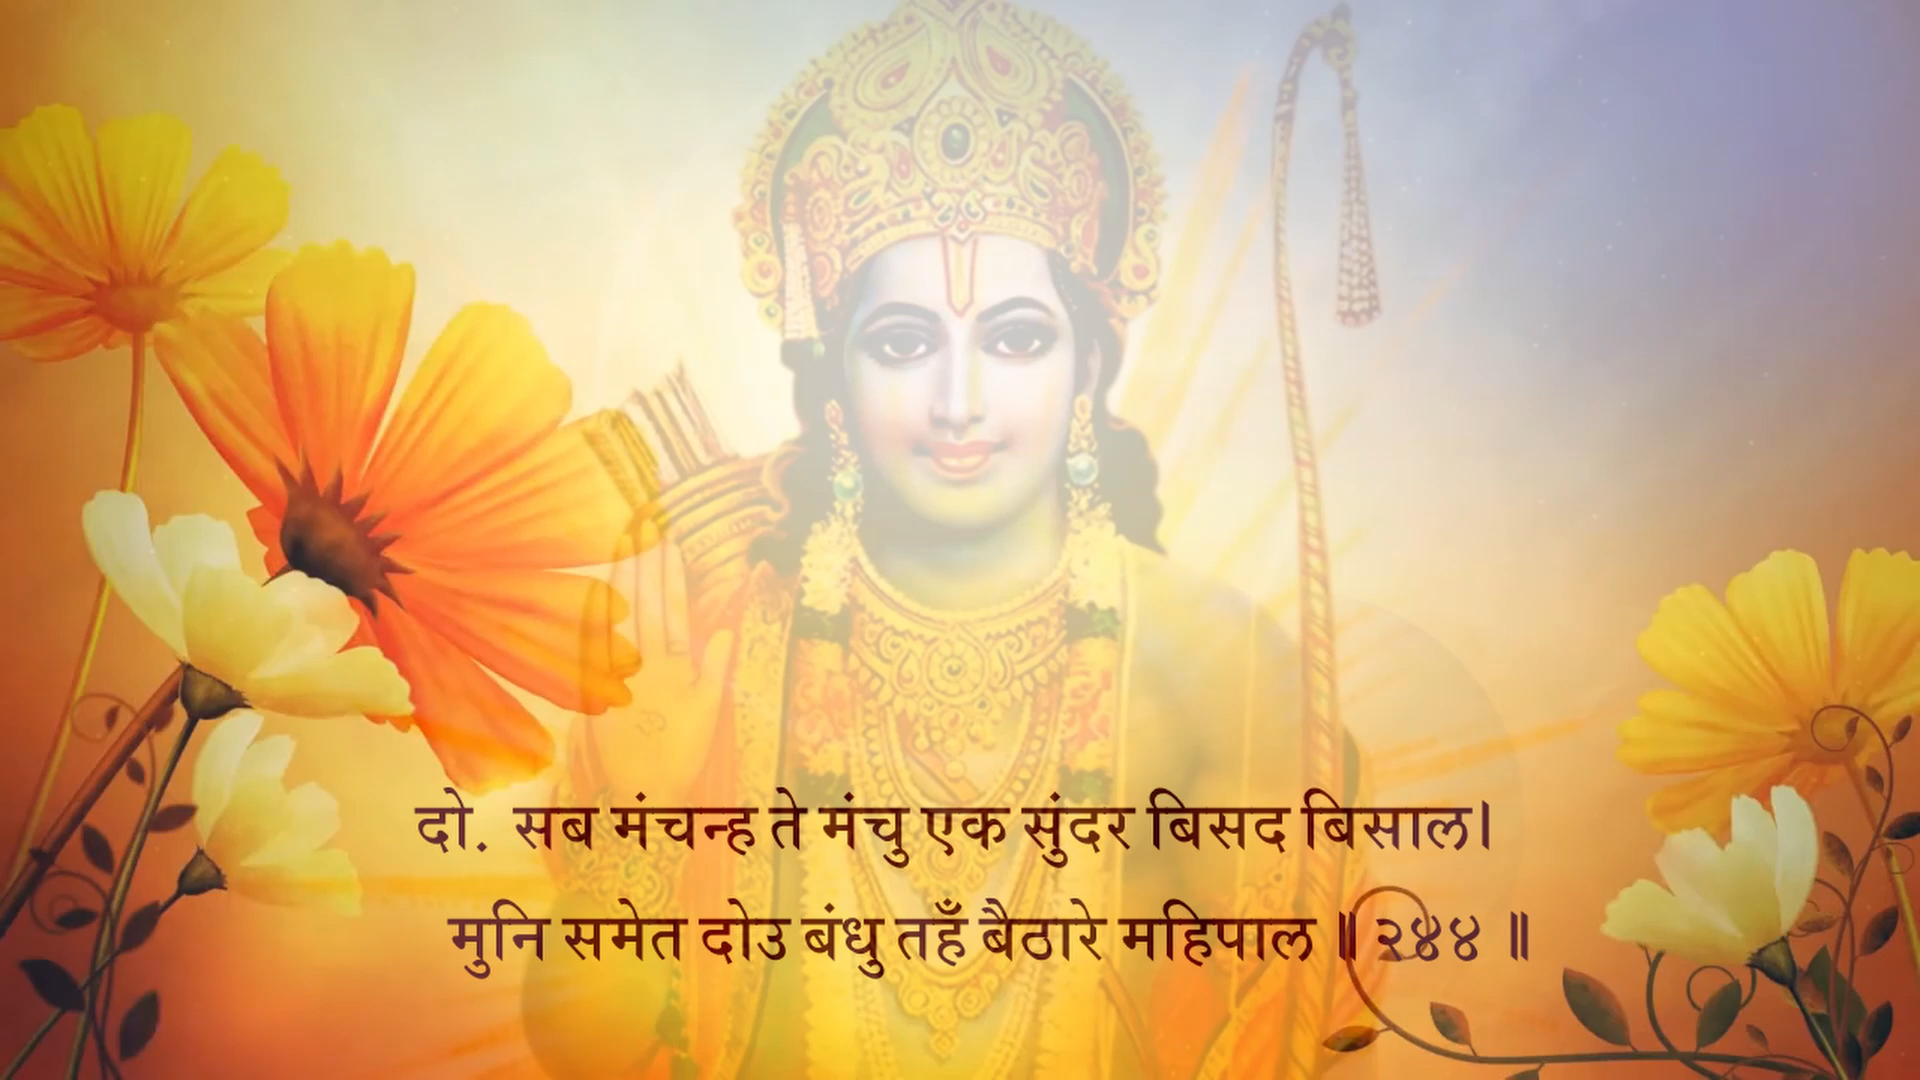 दो. सब मंचन्ह ते मंचु एक सुंदर बिसद बिसाल।
मुनि समेत दोउ बंधु तहँ बैठारे महिपाल ॥ २४४ ॥